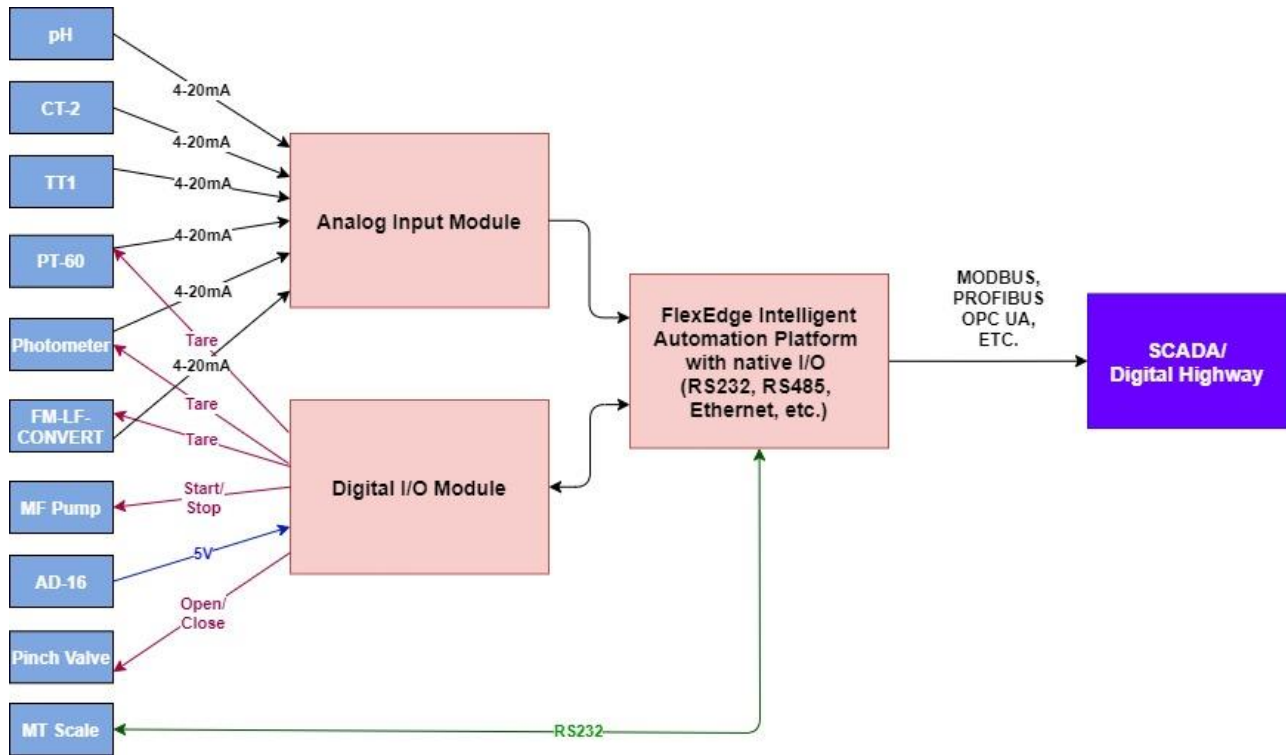 pH
CT-2
TT1
PT-60
Photometer
FM-LF-
CONVERT
MF Pump
AD-16
Pinch Valve
MT Scale
4-20mA
4-20mA
4-20mA
4-20mA
4-20mA
Tare
4-20mA
Tare
Tare
Start/
Stop
5V
Open/
Close
RS232
Analog Input Module
Digital I/O Module
FlexEdge Intelligent
Automation Platform
with native I/O
(RS232, RS485,
Ethernet, etc.)
MODBUS,
PROFIBUS
OPC UA,
ETC.
SCADA/
Digital Highway